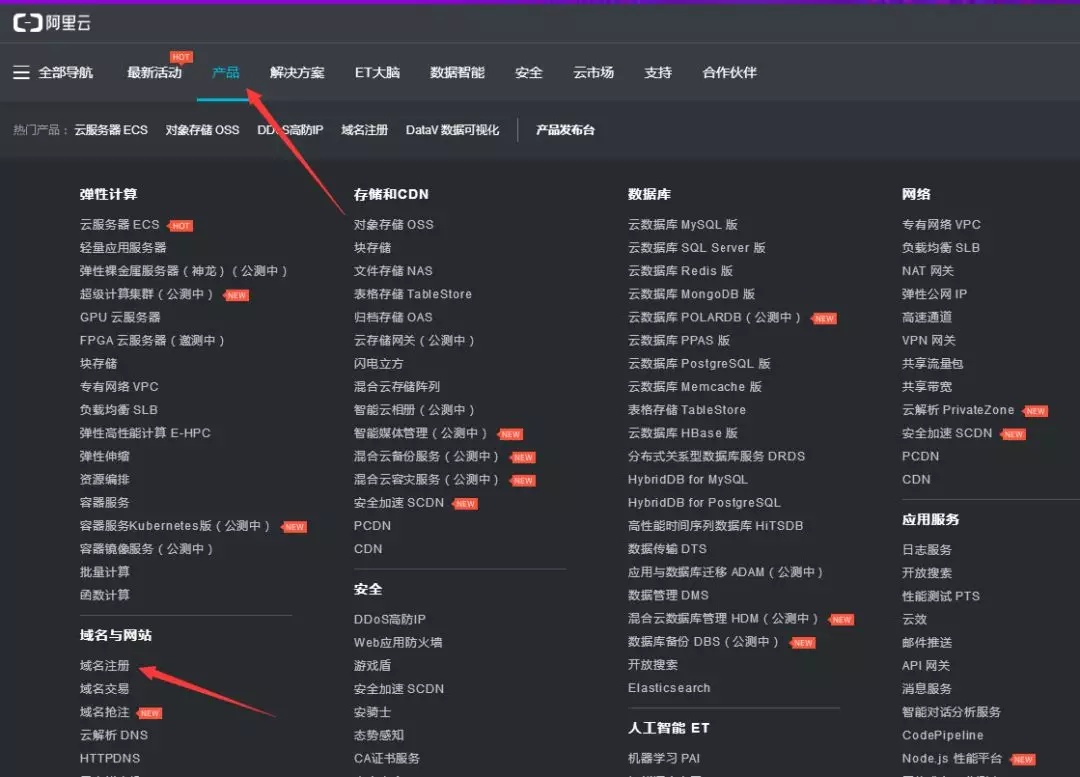 阿里云
全部导航 最新活动 HOT 产品 解决方案 ET大脑 数据智能 安全 云市场 支持 合作伙伴
热门产品： 云服务器 ECS 对象存储 OSS DDoS高防IP 域名注册 DataV 数据可视化 产品发布台
弹性计算
云服务器 ECS HOT
轻量应用服务器
弹性裸金属服务器（神龙）（公测中）
超级计算集群（公测中） NEW
GPU 云服务器
FPGA 云服务器（邀测中）
块存储
专有网络 VPC
负载均衡 SLB
弹性高性能计算 E-HPC
弹性伸缩
资源编排
容器服务
容器服务Kubernetes版（公测中） NEW
容器镜像服务（公测中）
批量计算
函数计算
域名与网站
域名注册
域名交易
域名抢注 NEW
云解析 DNS
HTTPDNS
存储和CDN
对象存储 OSS
块存储
文件存储 NAS
表格存储 TableStore
归档存储 OAS
云存储网关（公测中）
闪电立方
混合云存储阵列
智能云相册（公测中）
智能媒体管理（公测中） NEW
混合云备份服务（公测中） NEW
混合云容灾服务（公测中） NEW
安全加速 SCDN NEW
PCDN
CDN
安全
DDoS高防IP
Web应用防火墙
游戏盾
安全加速 SCDN
安骑士
态势感知
CA证书服务
数据库
云数据库 MySQL 版
云数据库 SQL Server 版
云数据库 Redis 版
云数据库 MongoDB 版
云数据库 POLARDB（公测中） NEW
云数据库 PPAS 版
云数据库 PostgreSQL 版
云数据库 Memcache 版
表格存储 TableStore
云数据库 HBase 版
分布式关系型数据库服务 DRDS
HybridDB for MySQL
HybridDB for PostgreSQL
高性能时间序列数据库 HiTSDB
数据传输 DTS
应用与数据库迁移 ADAM（公测中）
数据管理 DMS
混合云数据库管理 HDM（公测中） NEW
数据库备份 DBS（公测中） NEW
开放搜索
Elasticsearch
人工智能 ET
机器学习 PAI
网络
专有网络 VPC
负载均衡 SLB
NAT 网关
弹性公网 IP
高速通道
VPN 网关
共享流量包
共享带宽
云解析 PrivateZone NEW
安全加速 SCDN NEW
PCDN
CDN
应用服务
日志服务
开放搜索
性能测试 PTS
云效
邮件推送
API 网关
消息服务
智能对话分析服务
CodePipeline
Node.js 性能平台 NEW